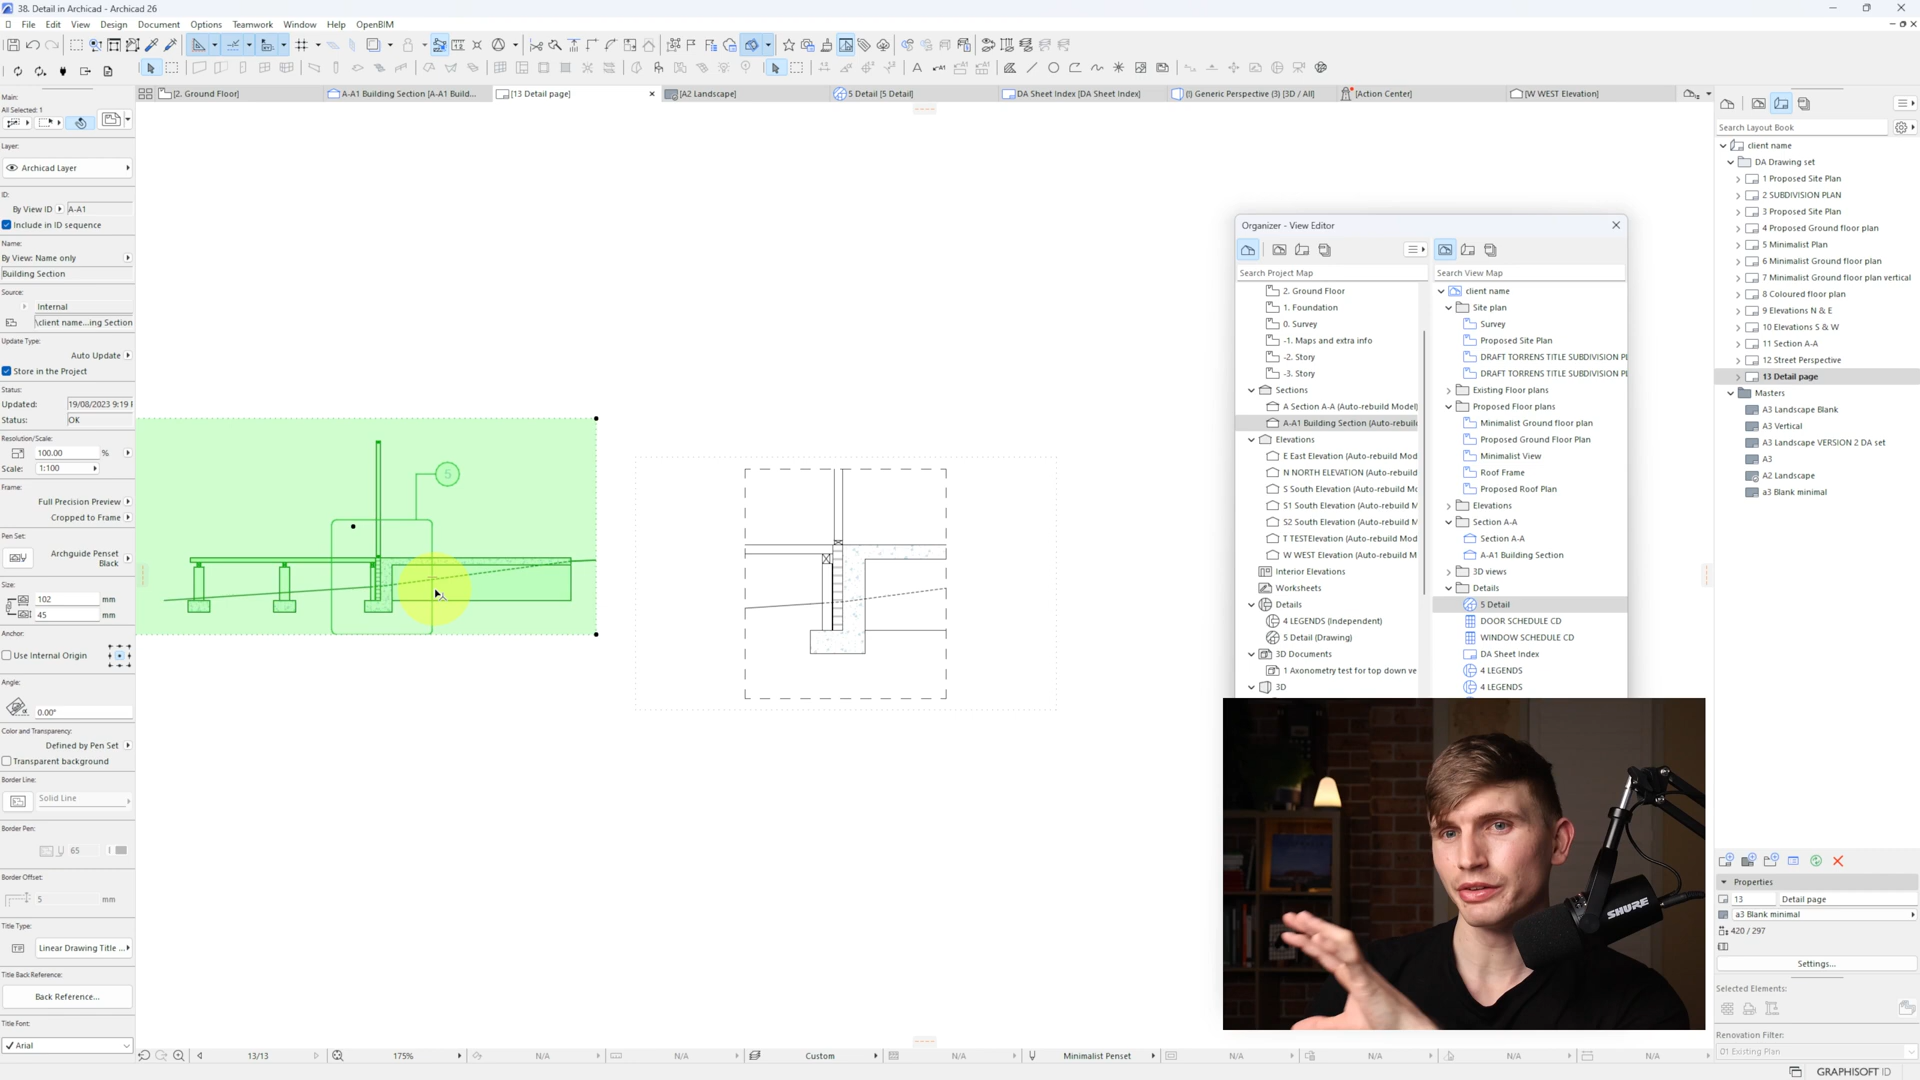 38. Detail in Archicad - Archicad 26
File Edit View Design Document Options Teamwork Window Help OpenBIM
[2. Ground Floor]
A-A1 Building Section [A-A1 Build...
[13 Detail page]
[A2 Landscape]
5 Detail [5 Detail]
DA Sheet Index [DA Sheet Index]
(!) Generic Perspective (3) [3D / All]
[Action Center]
[W WEST Elevation]
Main:
All Selected: 1
Layer:
Archicad Layer
ID:
By View ID A-A1
Include in ID sequence
Name:
By View: Name only
Building Section
Source:
Internal
\client name...ing Section
Update Type:
Auto Update
Store in the Project
Status:
Updated: 19/08/2023 9:19
Status: OK
Resolution/Scale:
100.00 %
Scale: 1:100
Frame:
Full Precision Preview
Cropped to Frame
Pen Set:
Archguide Penset
Black
Size:
102 mm
45 mm
Anchor:
Use Internal Origin
Angle:
0.00°
Color and Transparency:
Defined by Pen Set
Transparent background
Border Line:
Solid Line
Border Pen:
65
Border Offset:
5 mm
Title Type:
Linear Drawing Title ...
Title Back Reference:
Back Reference...
Title Font:
Arial
5
Organizer - View Editor
Search Project Map
2. Ground Floor
1. Foundation
0. Survey
-1. Maps and extra info
-2. Story
-3. Story
Sections
A Section A-A (Auto-rebuild Model)
A-A1 Building Section (Auto-rebuil
Elevations
E East Elevation (Auto-rebuild Mod
N NORTH ELEVATION (Auto-rebuild
S South Elevation (Auto-rebuild Mo
S1 South Elevation (Auto-rebuild M
S2 South Elevation (Auto-rebuild M
T TESTElevation (Auto-rebuild Mod
W WEST Elevation (Auto-rebuild M
Interior Elevations
Worksheets
Details
4 LEGENDS (Independent)
5 Detail (Drawing)
3D Documents
1 Axonometry test for top down ve
3D
Search View Map
client name
Site plan
Survey
Proposed Site Plan
DRAFT TORRENS TITLE SUBDIVISION Pl
DRAFT TORRENS TITLE SUBDIVISION Pl
Existing Floor plans
Proposed Floor plans
Minimalist Ground floor plan
Proposed Ground Floor Plan
Minimalist View
Roof Frame
Proposed Roof Plan
Elevations
Section A-A
Section A-A
A-A1 Building Section
3D views
Details
5 Detail
DOOR SCHEDULE CD
WINDOW SCHEDULE CD
DA Sheet Index
4 LEGENDS
4 LEGENDS
SHURE
Search Layout Book
client name
DA Drawing set
1 Proposed Site Plan
2 SUBDIVISION PLAN
3 Proposed Site Plan
4 Proposed Ground floor plan
5 Minimalist Plan
6 Minimalist Ground floor plan
7 Minimalist Ground floor plan vertical
8 Coloured floor plan
9 Elevations N & E
10 Elevations S & W
11 Section A-A
12 Street Perspective
13 Detail page
Masters
A3 Landscape Blank
A3 Vertical
A3 Landscape VERSION 2 DA set
A3
A2 Landscape
a3 Blank minimal
Properties
13 Detail page
a3 Blank minimal
420 / 297
Settings...
Selected Elements:
Renovation Filter:
01 Existing Plan
13/13 175% N/A N/A Custom N/A Minimalist Penset N/A N/A N/A N/A
GRAPHISOFT ID